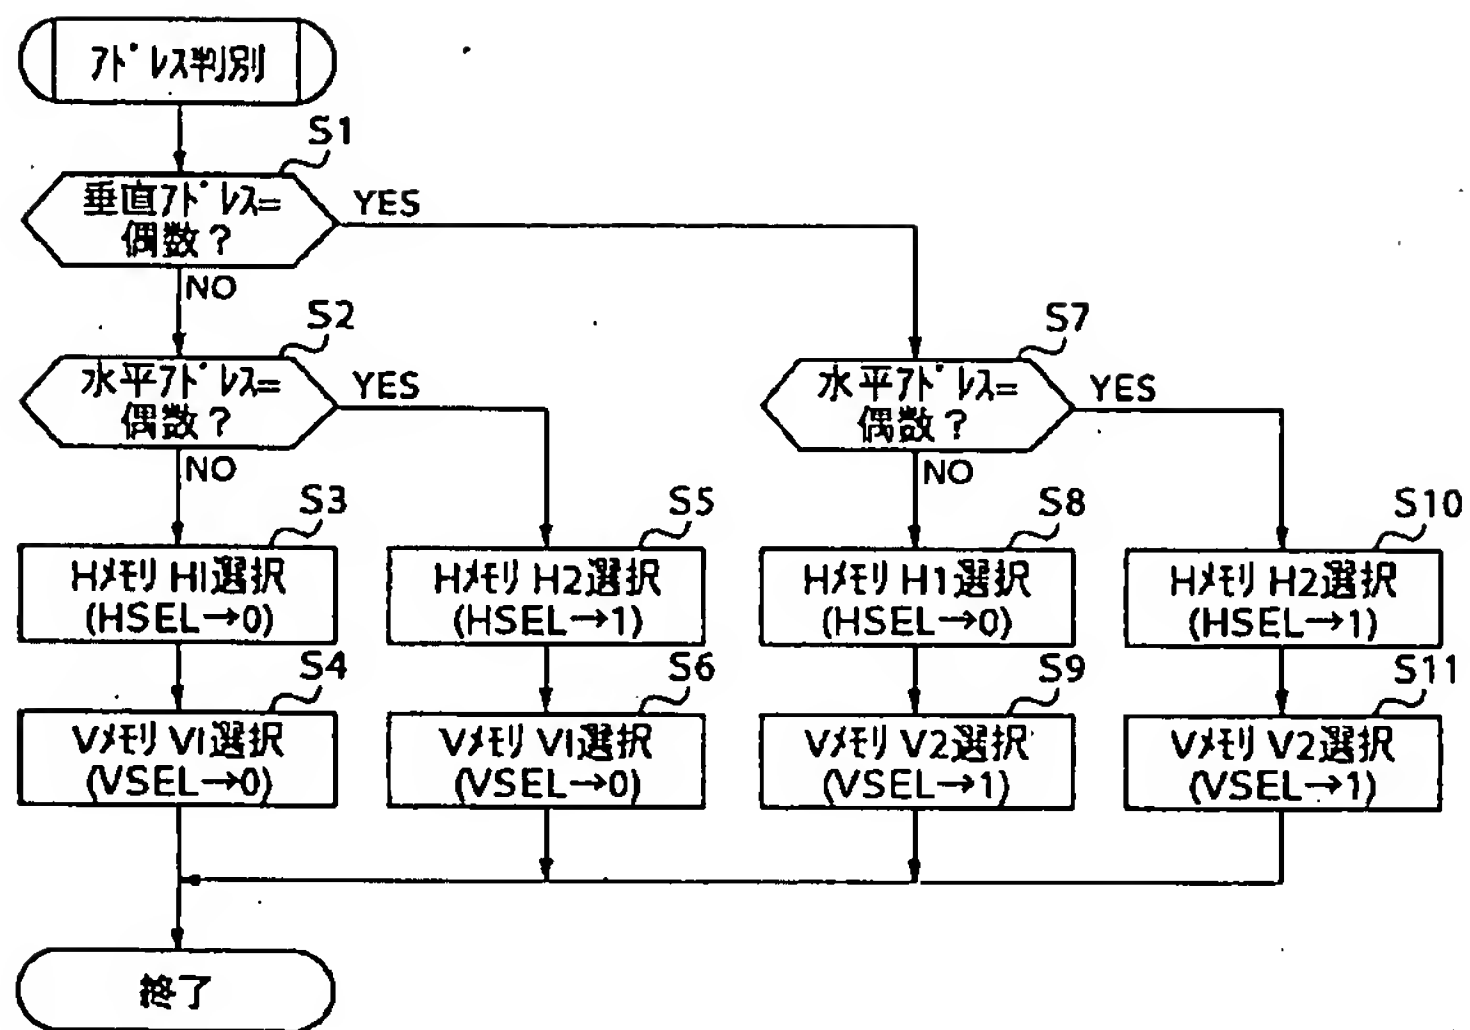 アドレス判別
S1
垂直アドレス=
偶数?
YES
NO
S2
水平アドレス=
偶数?
YES
NO
S7
水平アドレス=
偶数?
YES
NO
S3
Hメモリ H1選択
(HSEL→0)
S5
Hメモリ H2選択
(HSEL→1)
S8
Hメモリ H1選択
(HSEL→0)
S10
Hメモリ H2選択
(HSEL→1)
S4
Vメモリ V1選択
(VSEL→0)
S6
Vメモリ V1選択
(VSEL→0)
S9
Vメモリ V2選択
(VSEL→1)
S11
Vメモリ V2選択
(VSEL→1)
終了